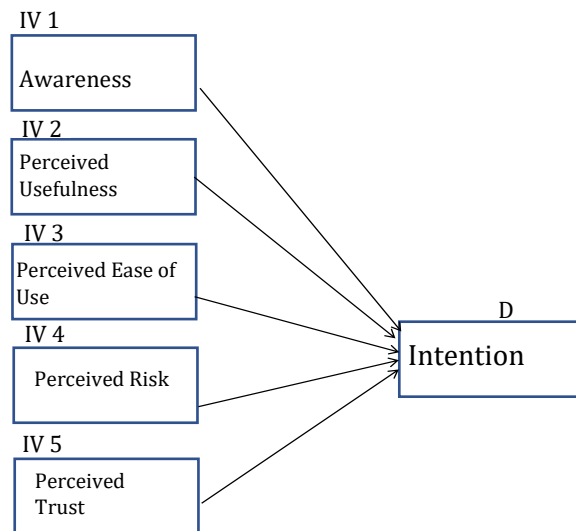 IV 1
Awareness
IV 2
Perceived
Usefulness
IV 3
Perceived Ease of
Use
IV 4
Perceived Risk
IV 5
Perceived
Trust
D
Intention